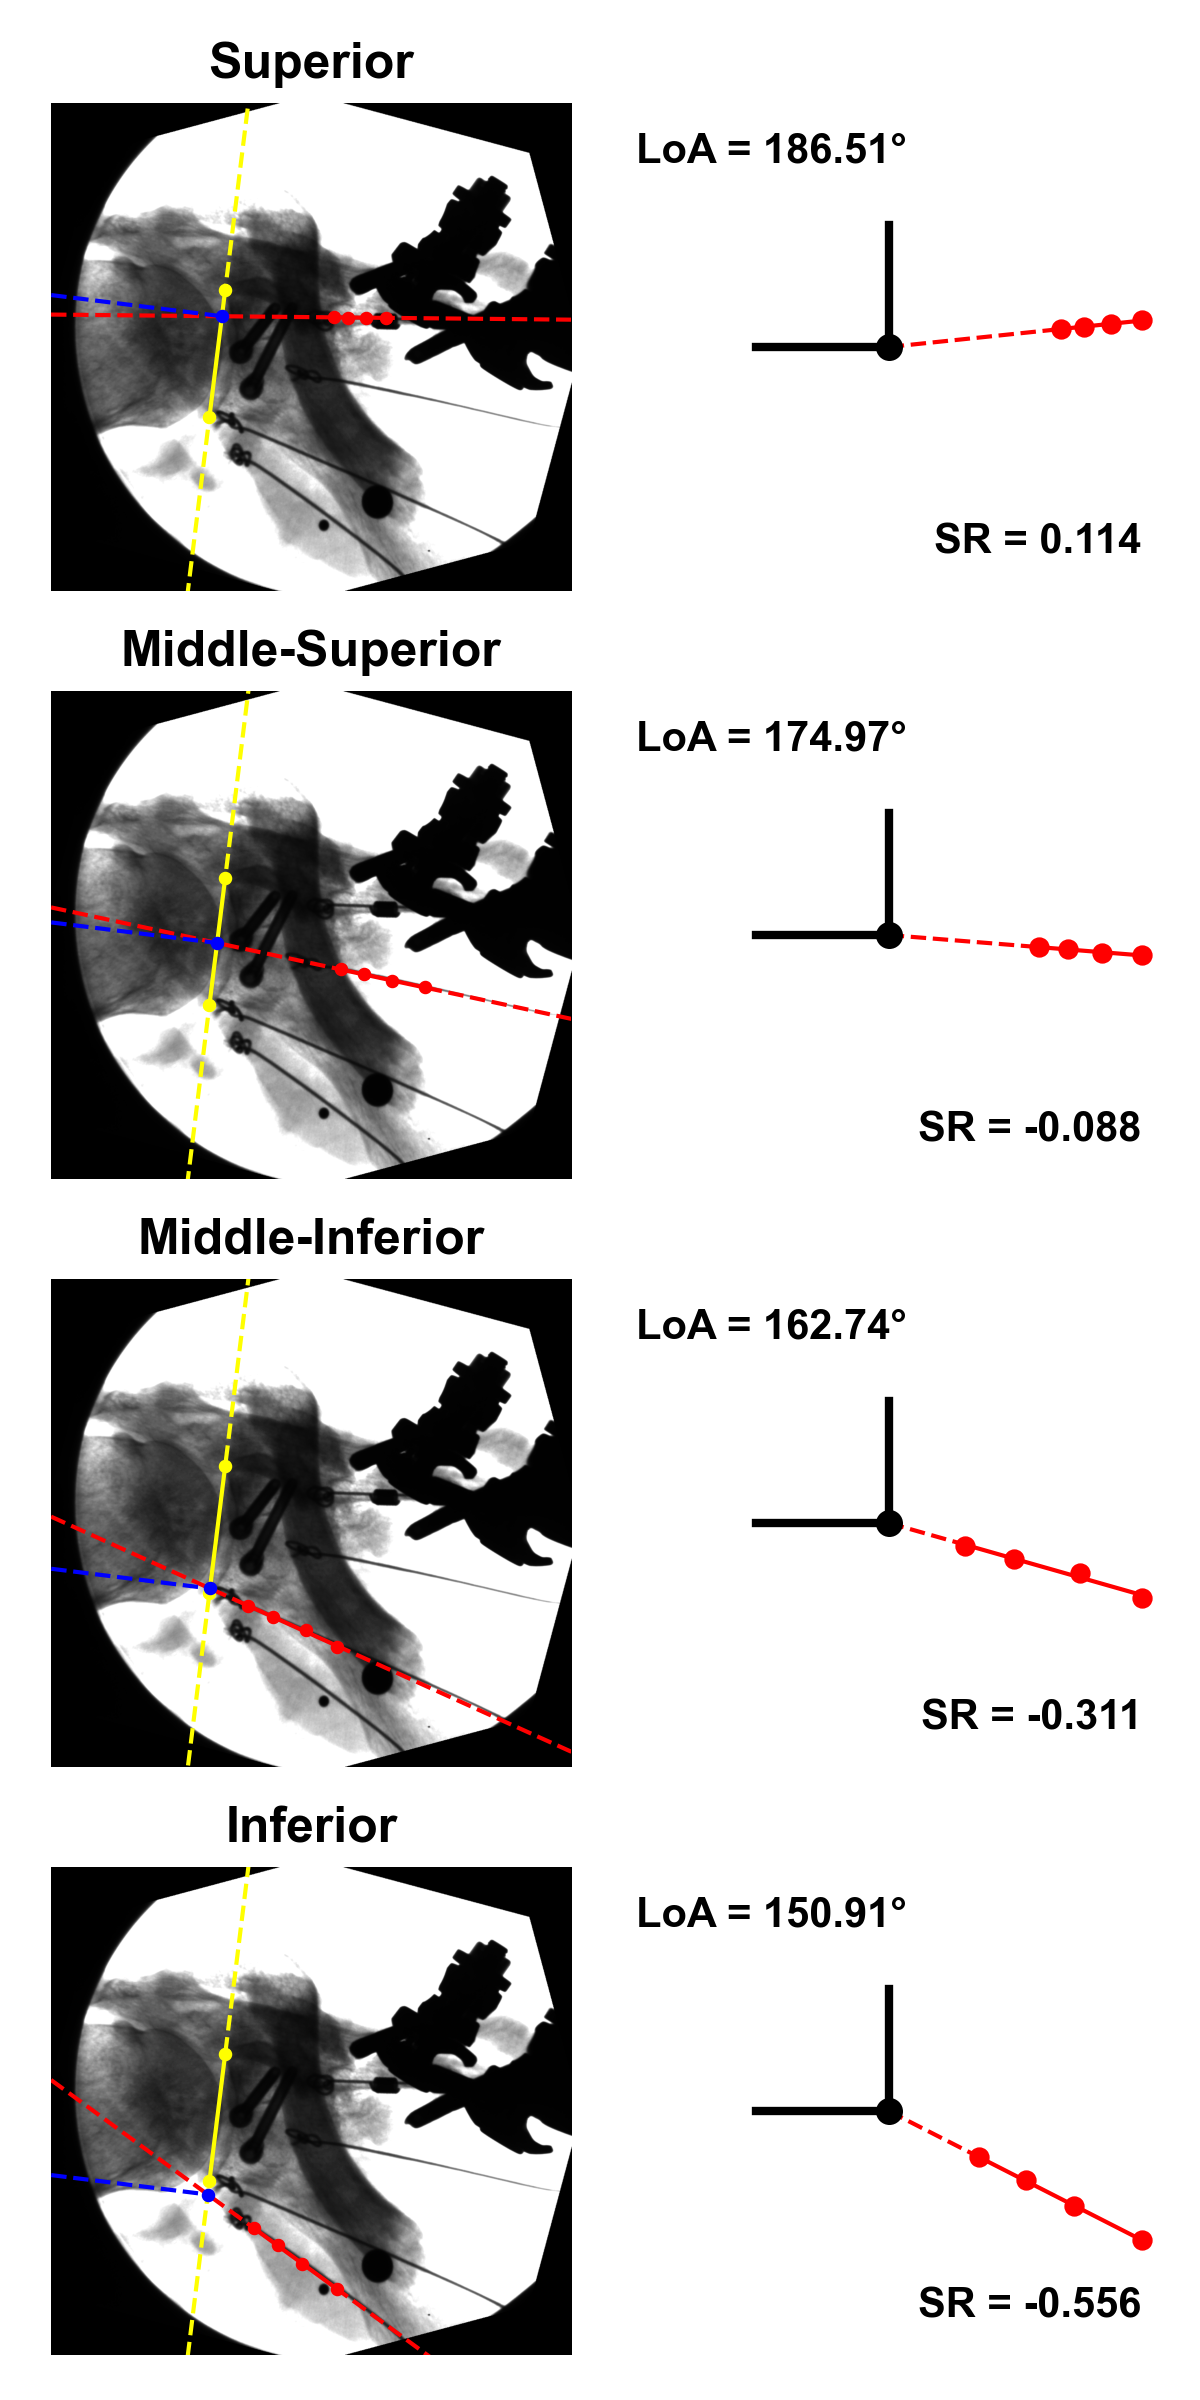 Superior
LoA = 186.51°
SR = 0.114
Middle-Superior
LoA = 174.97°
SR = -0.088
Middle-Inferior
LoA = 162.74°
SR = -0.311
Inferior
LoA = 150.91°
SR = -0.556